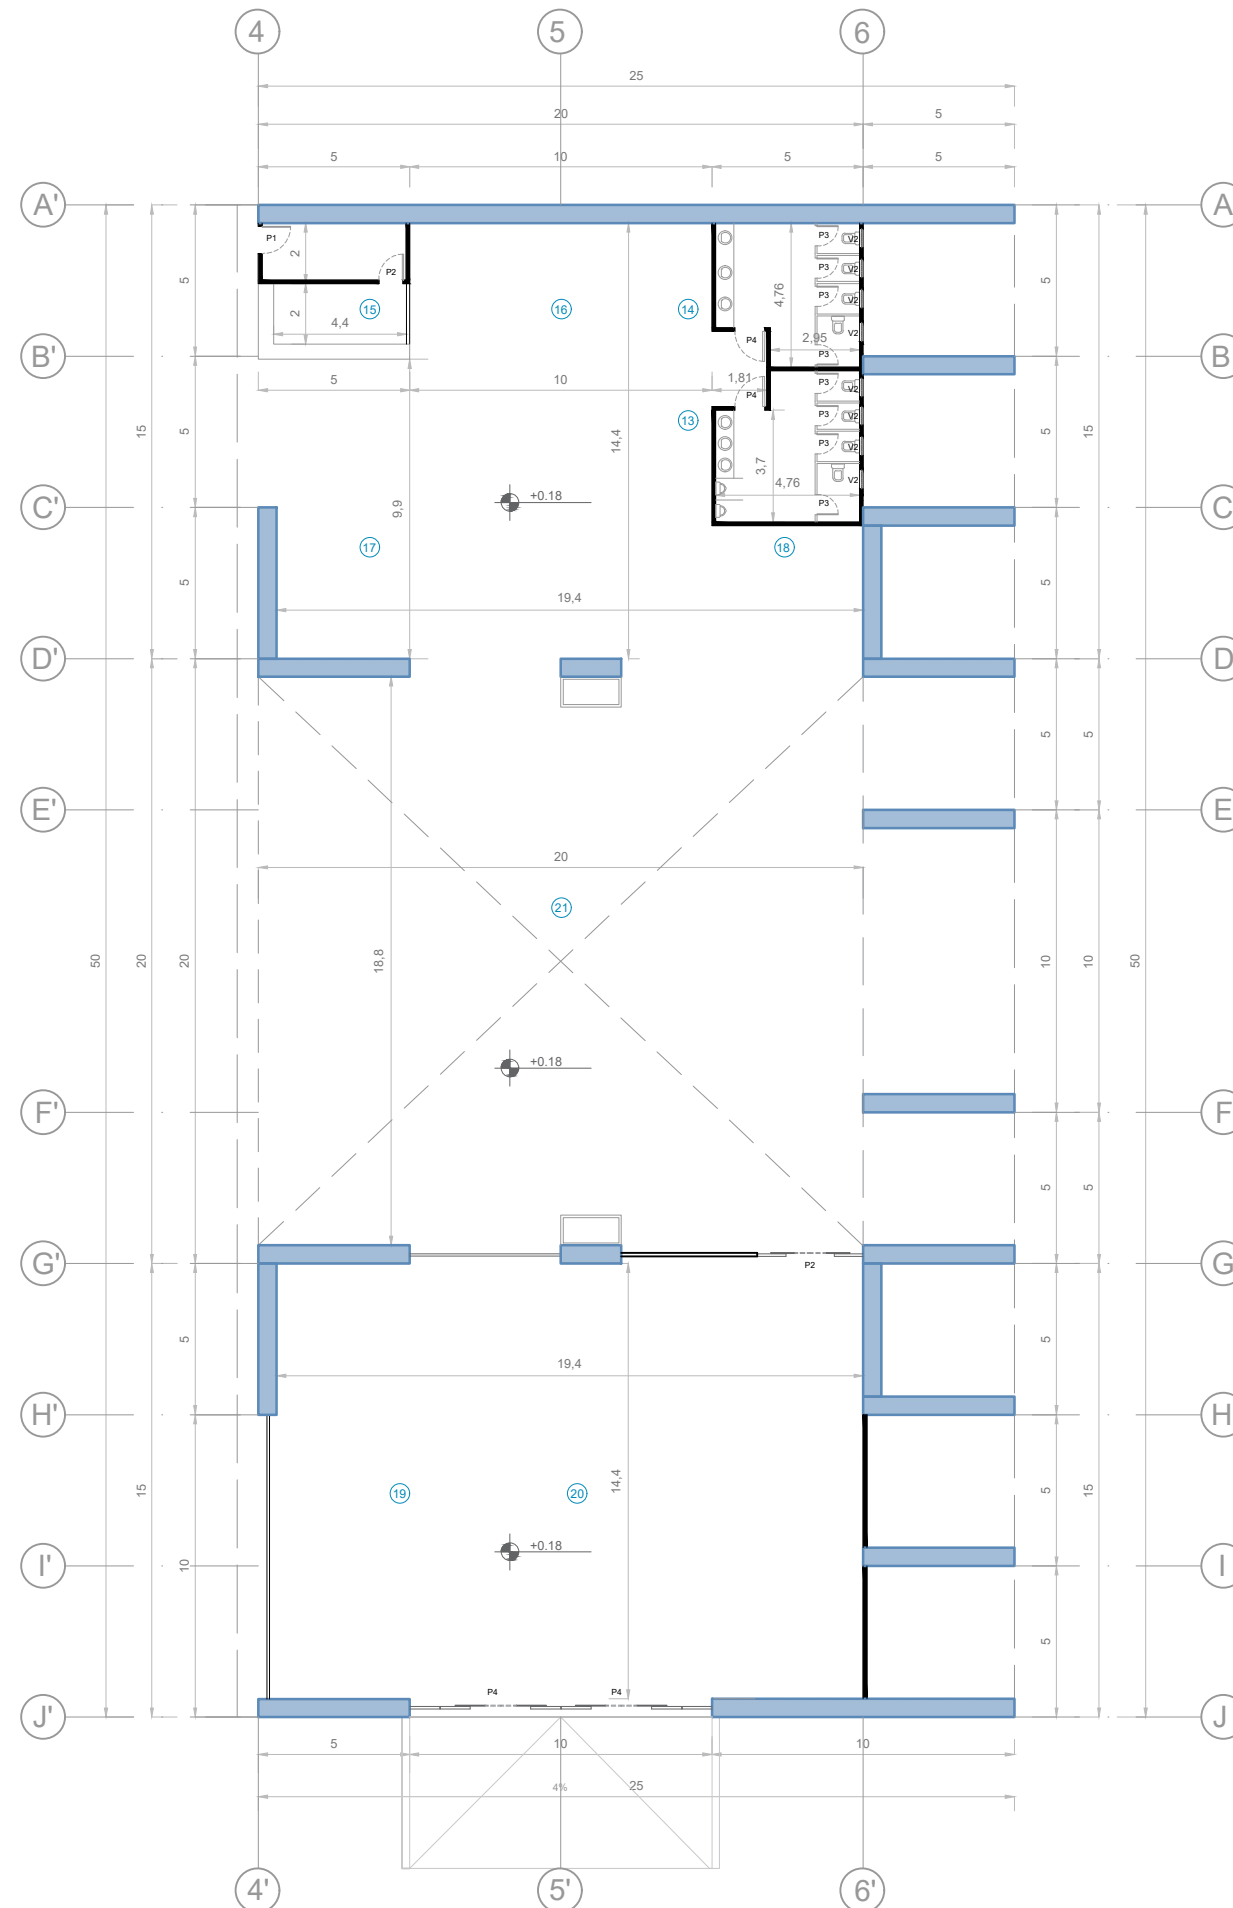 4 5 6
25
20 5
5 10 5 5
A' A
P1 P3 V2
2 P2 P3 V2
5 15 16 14 4,76 P3 V2 5
2 4,4 P4 2,95 V2
B' P3 B
5 10 1,81 P4 P3 V2
15 13 P3 V2 15
5 14,4 3,7 P3 V2 5
4,76 V2
+0.18
C' 9,9 P3 C
17 18
5 19,4 5
D' D
5 5
E' E
20
21
50 20 20 18,8 10 10 50
+0.18
F' F
5 5
G' P2 G
5 19,4 5
H' H
15 14,4 5 15
19 20
+0.18
I' 10 I
5
P4 P4
J' J
5 10 10
4% 25
4' 5' 6'